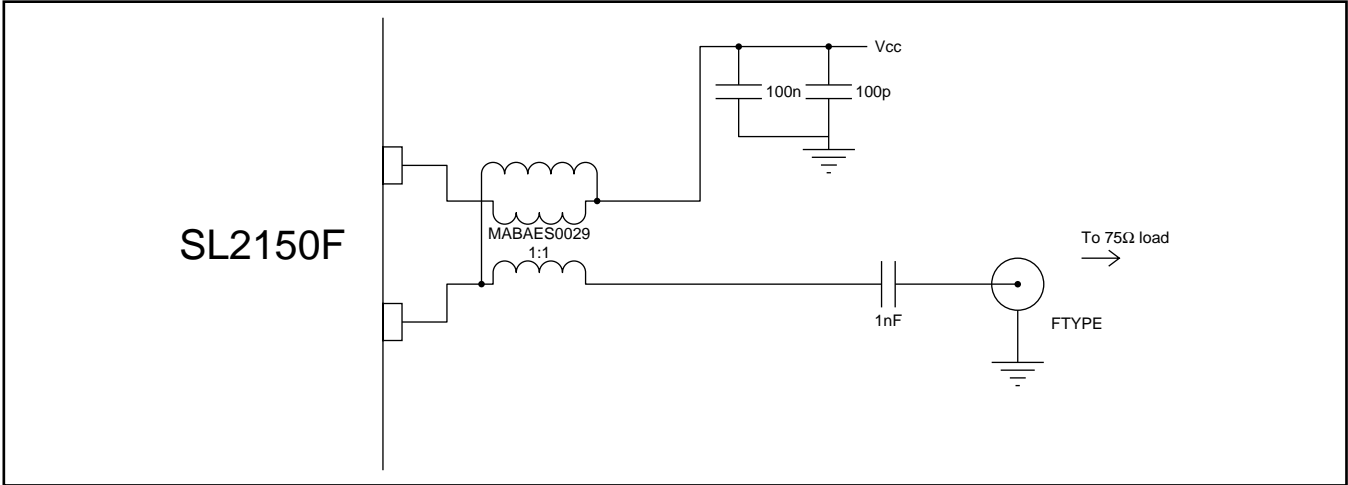 Vcc
100n
100p
SL2150F
MABAES0029
1:1
To 75Ω load
1nF
FTYPE